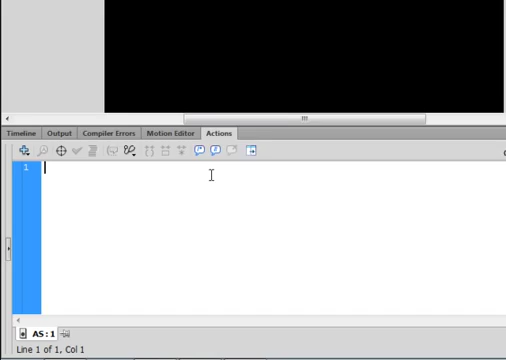 Timeline Output Compiler Errors Motion Editor Actions
1
AS : 1
Line 1 of 1, Col 1